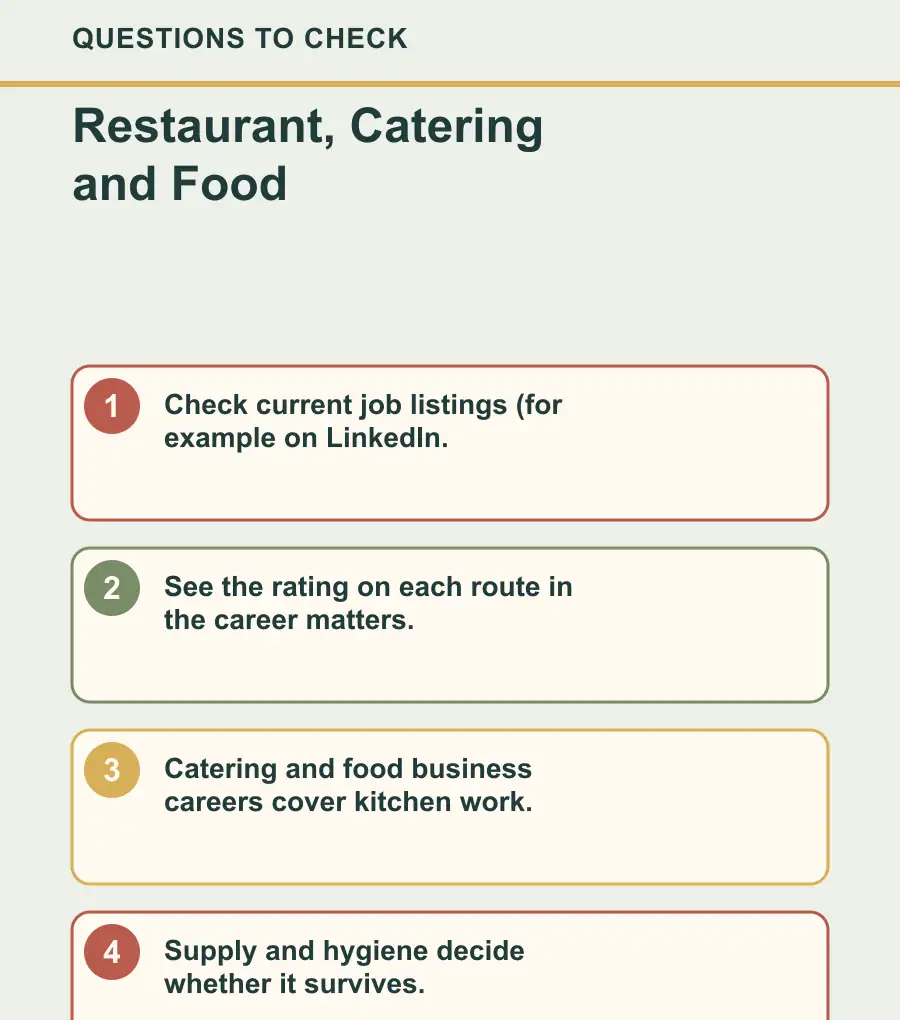 QUESTIONS TO CHECK
Restaurant, Catering
and Food
1
Check current job listings (for
example on LinkedIn.
2
See the rating on each route in
the career matters.
3
Catering and food business
careers cover kitchen work.
4
Supply and hygiene decide
whether it survives.